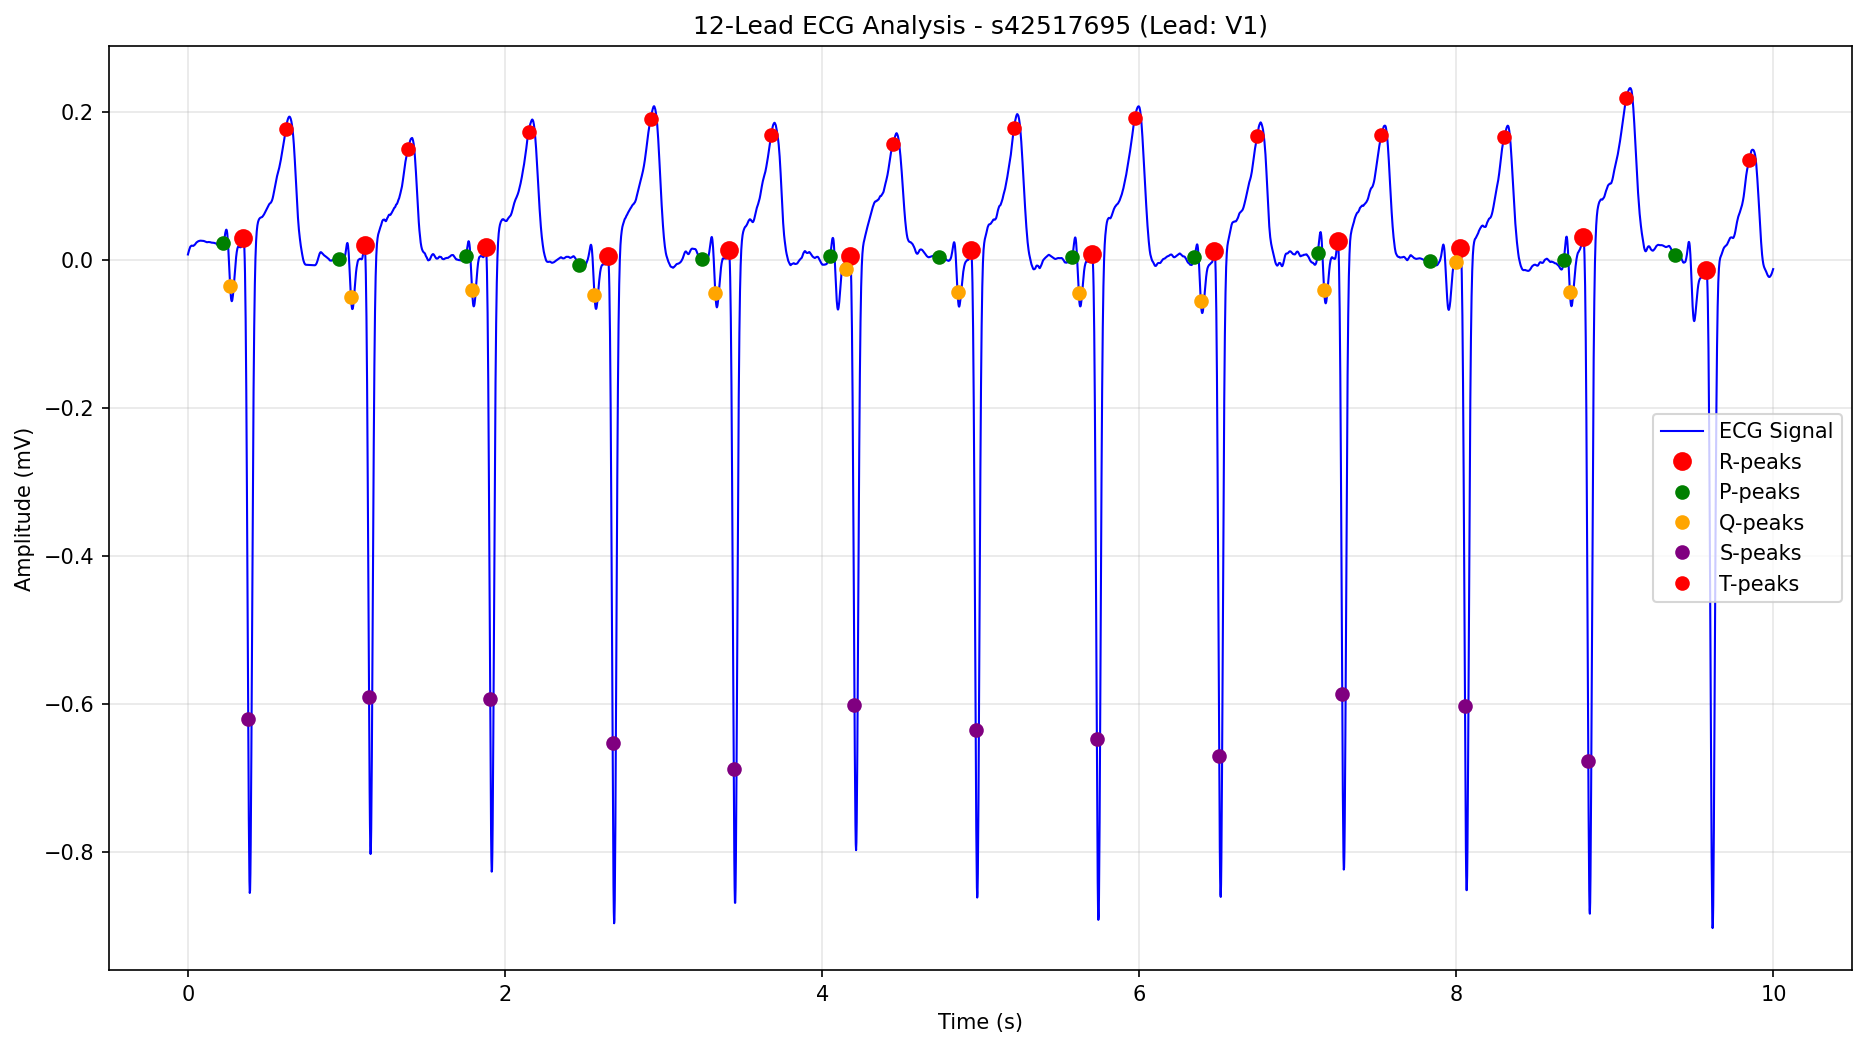 12-Lead ECG Analysis - s42517695 (Lead: V1)
Amplitude (mV)
0.2
0.0
−0.2
−0.4
−0.6
−0.8
ECG Signal
R-peaks
P-peaks
Q-peaks
S-peaks
T-peaks
0 2 4 6 8 10
Time (s)